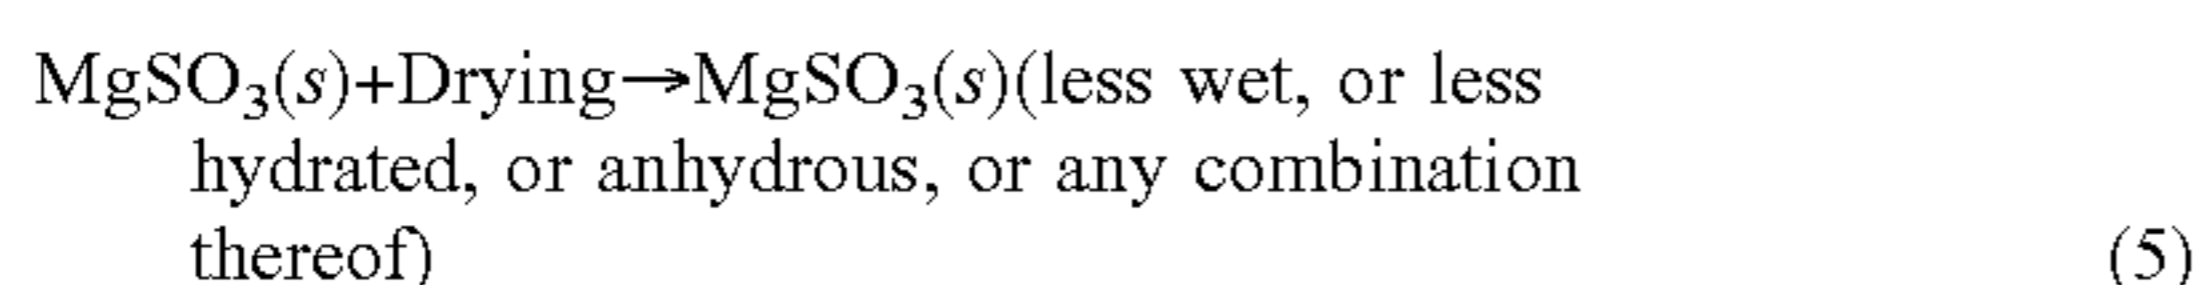 MgSO₃(s)+Drying→MgSO₃(s)(less wet, or less
hydrated, or anhydrous, or any combination
thereof) (5)